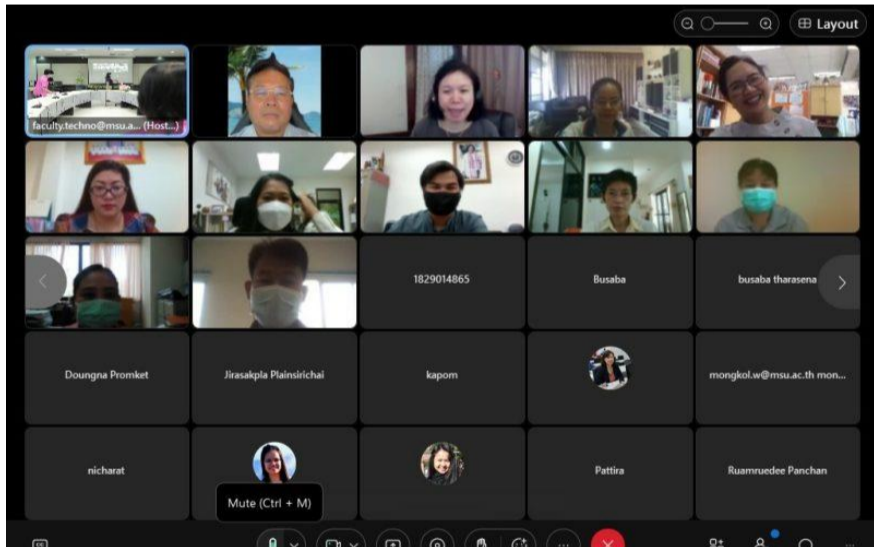 Layout
faculty.techno@msu.a... (Host...)
1829014865
Busaba
busaba tharasena
Doungna Promket
Jirasakpla Plainsirichai
kapom
mongkol.w@msu.ac.th mon...
nicharat
Pattira
Ruamruedee Panchan
Mute (Ctrl + M)